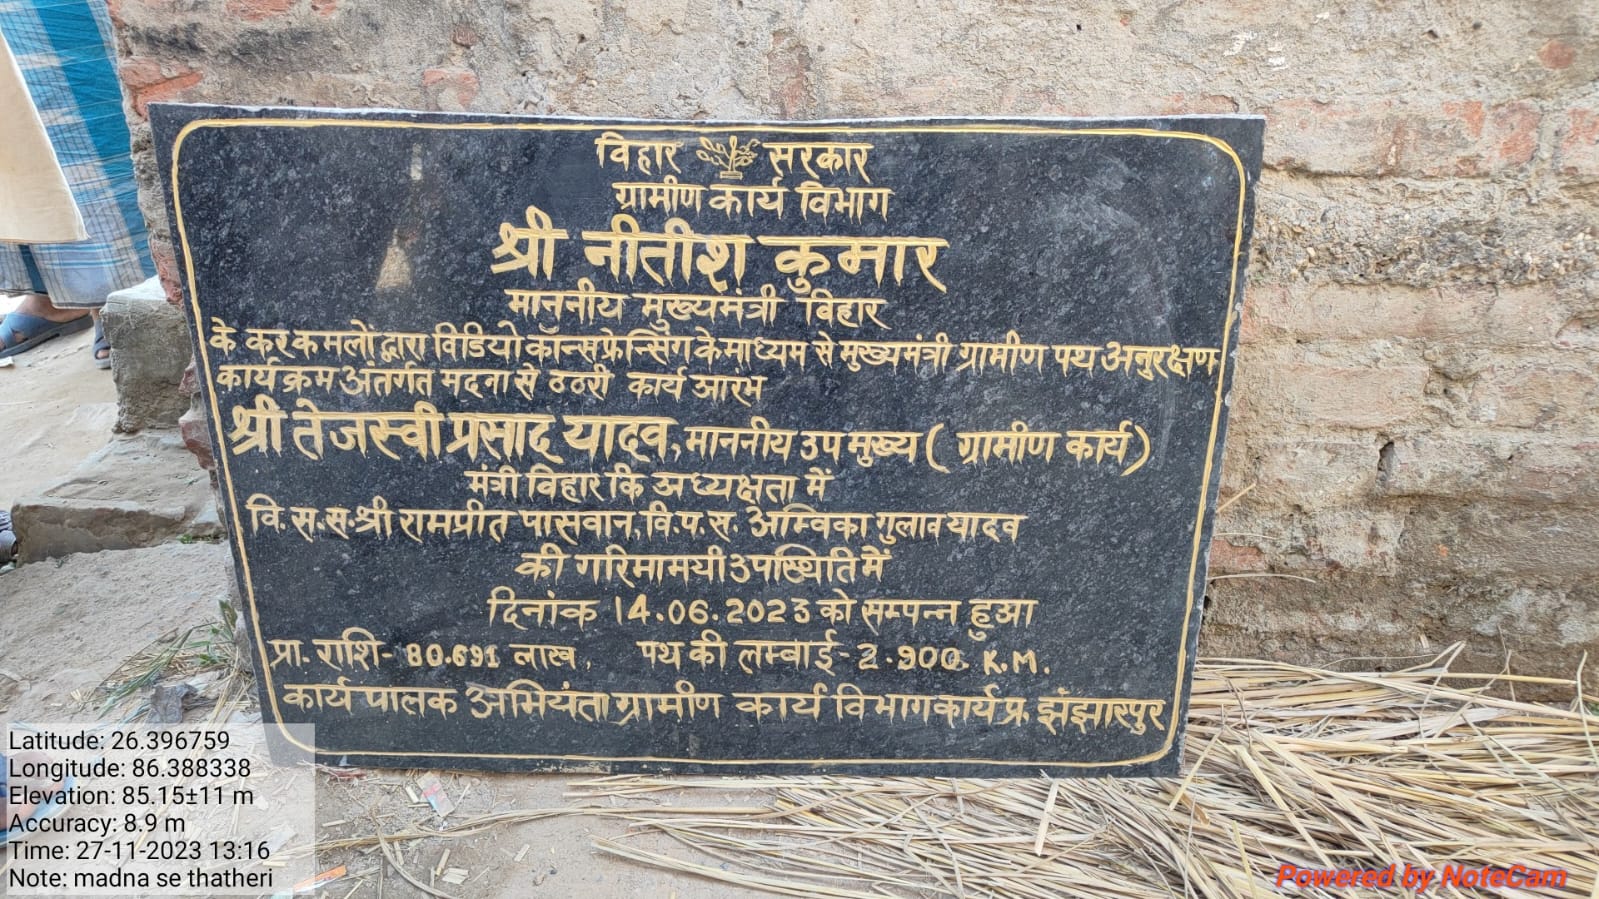 विहार सरकार
ग्रामीण कार्य विभाग
श्री नीतीश कुमार
माननीय मुख्यमंत्री विहार
के करकमलों द्वारा विडियो कॉन्सफ्रेन्सिंग के माध्यम से मुख्यमंत्री ग्रामीण पथ अनुरक्षण
कार्यक्रम अंतर्गत मदना से ठठरी कार्य आरंभ
श्री तेजस्वी प्रसाद यादव, माननीय उप मुख्य ( ग्रामीण कार्य)
मंत्री विहार कि अध्यक्षता में
वि. स.स. श्री रामप्रीत पासवान, वि.प.स. अम्विका गुलाव यादव
की गरिमामयी उपस्थिति में
दिनांक 14.06.2023 को सम्पन्न हुआ
प्रा. राशि- 80.691 लाख, पथ की लम्बाई - 2.900 K.M.
कार्यपालक अभियंता ग्रामीण कार्य विभाग कार्य प्र. झंझारपुर
Latitude: 26.396759
Longitude: 86.388338
Elevation: 85.15±11 m
Accuracy: 8.9 m
Time: 27-11-2023 13:16
Note: madna se thatheri
Powered by NoteCam